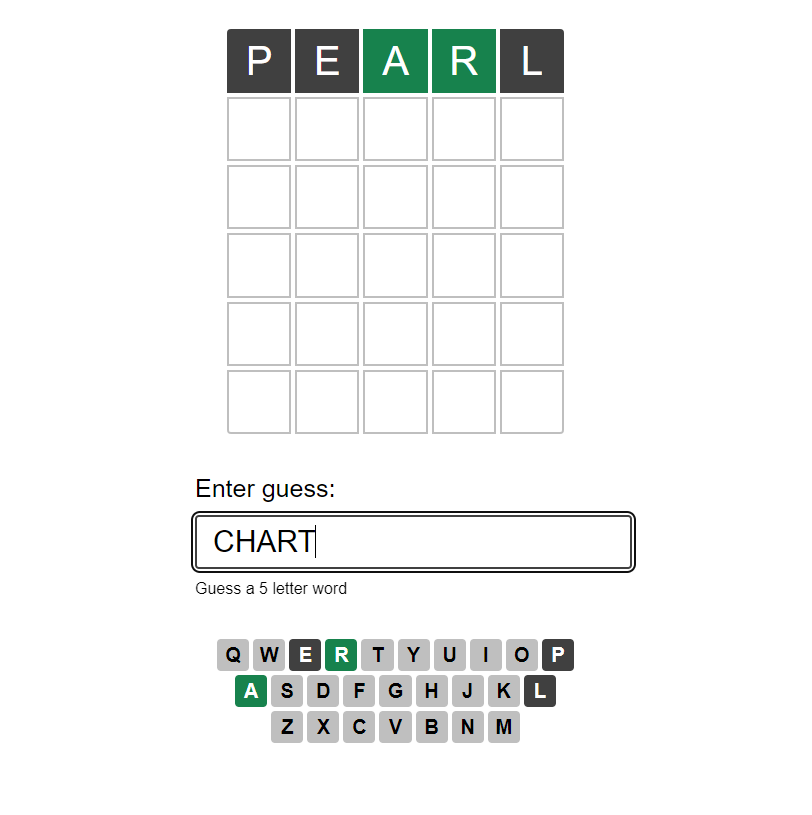 P E A R L
Enter guess:
CHART
Guess a 5 letter word
Q W E R T Y U I O P
A S D F G H J K L
Z X C V B N M